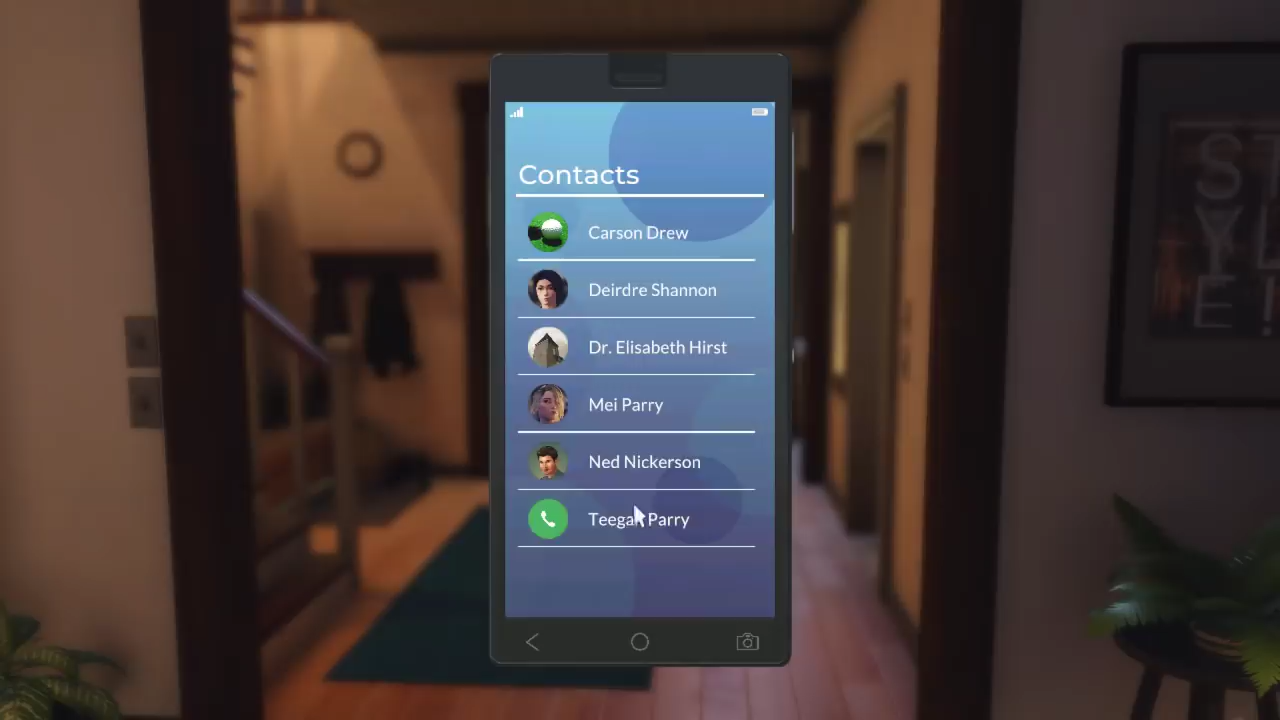 Contacts
Carson Drew
Deirdre Shannon
Dr. Elisabeth Hirst
Mei Parry
Ned Nickerson
Teegan Parry